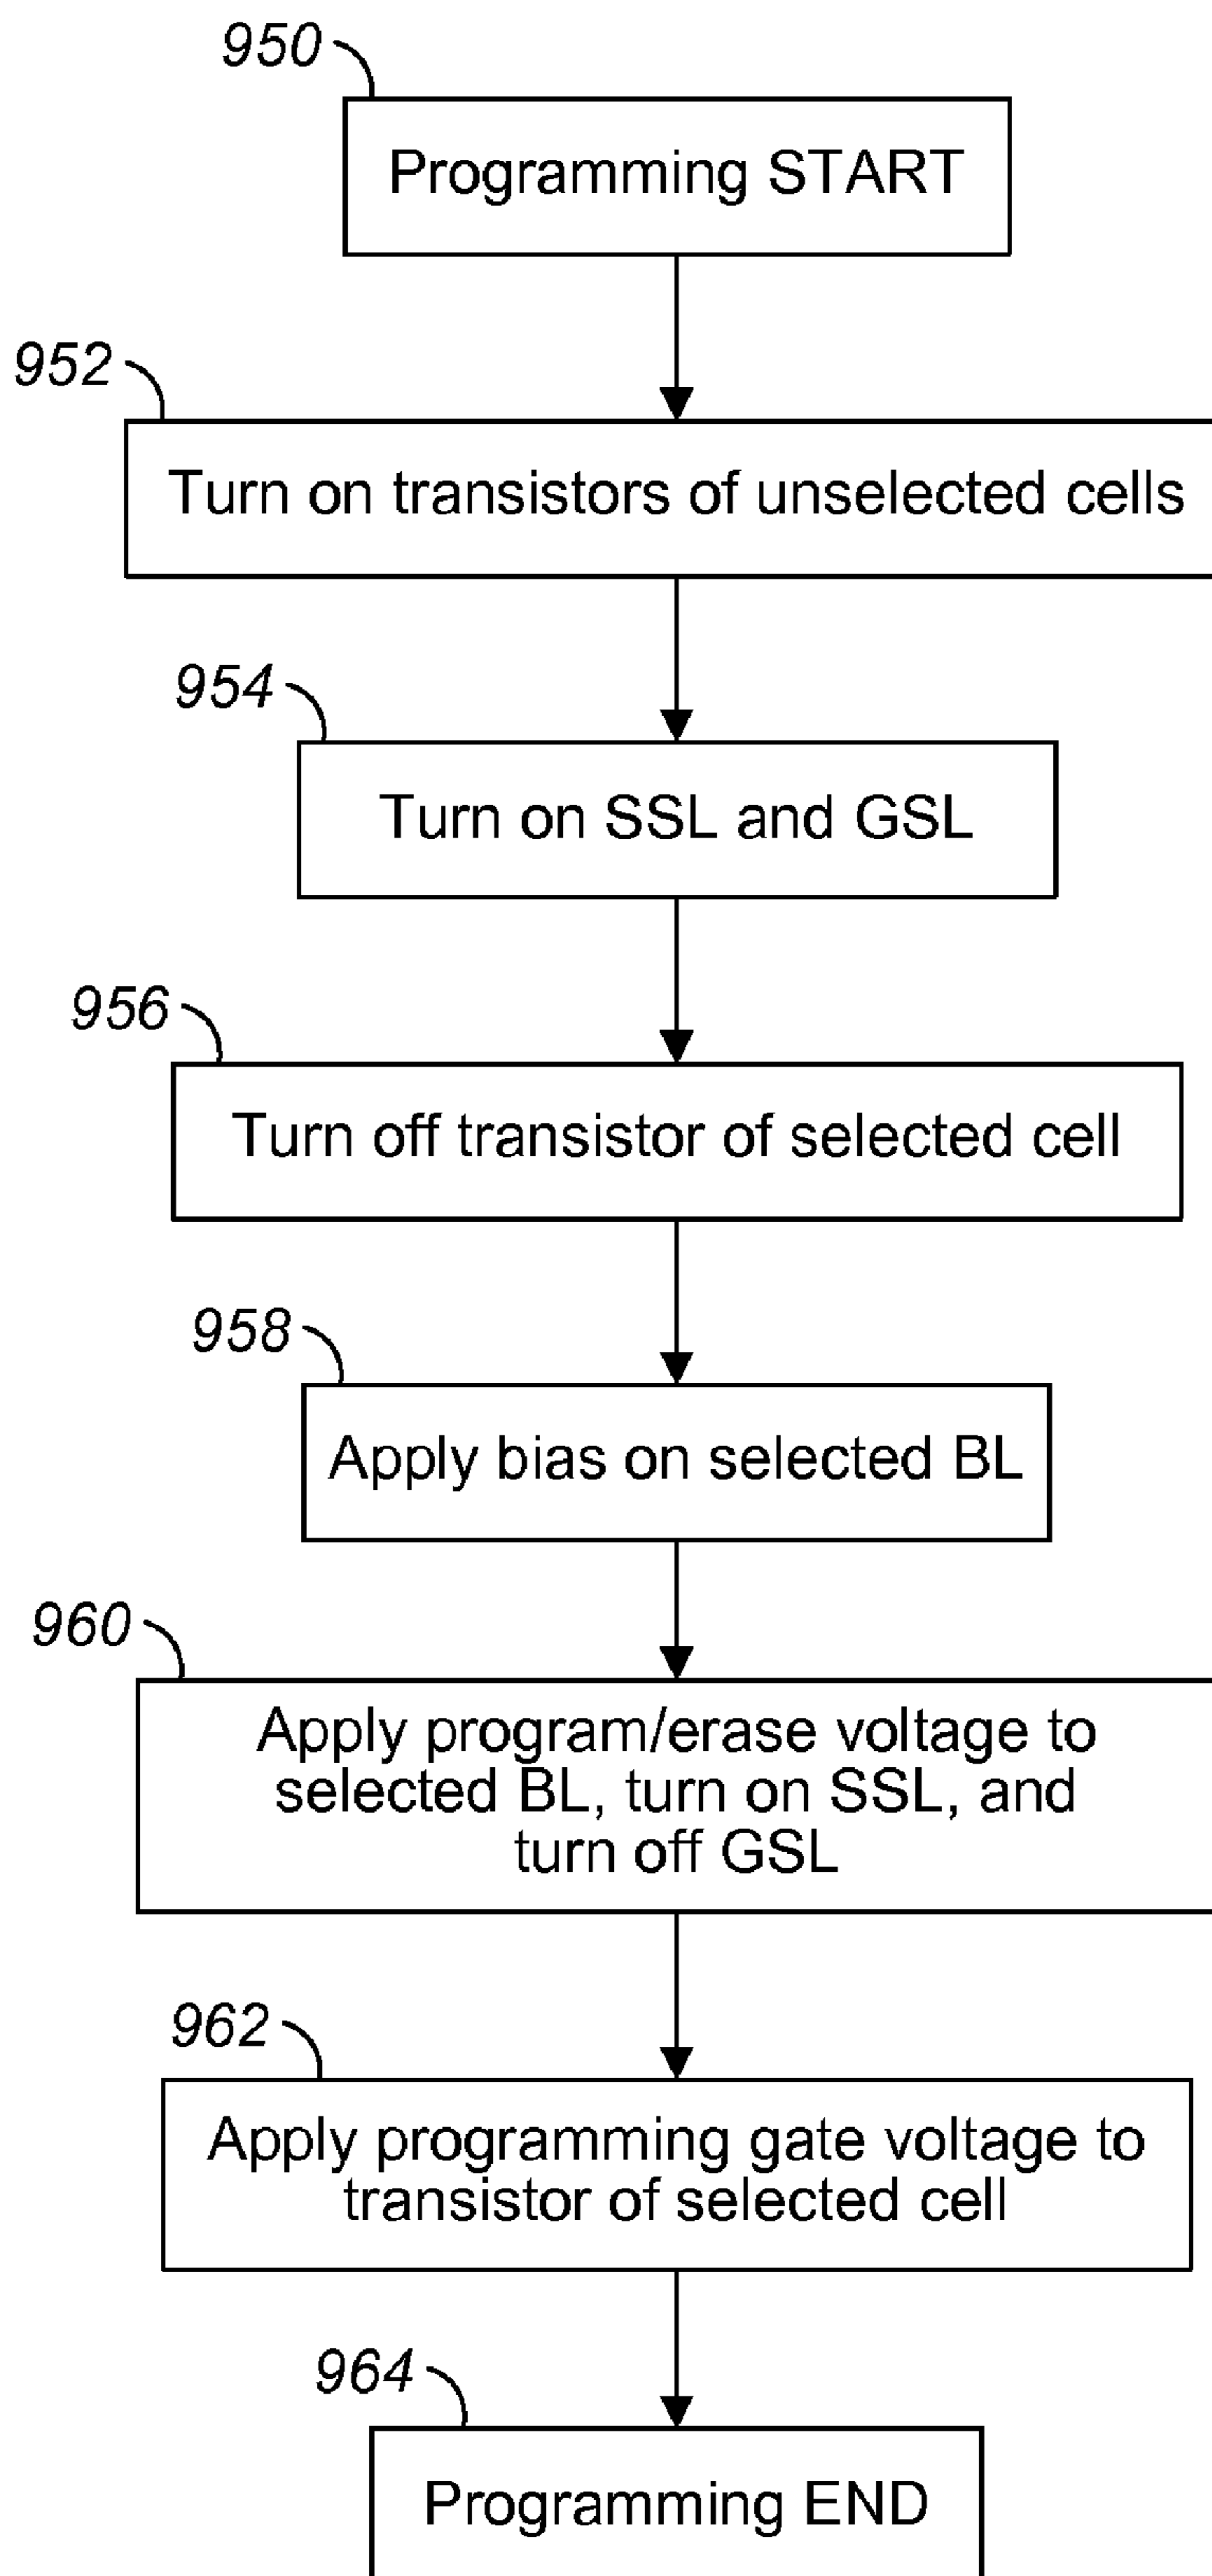 950
Programming START
952
Turn on transistors of unselected cells
954
Turn on SSL and GSL
956
Turn off transistor of selected cell
958
Apply bias on selected BL
960
Apply program/erase voltage to
selected BL, turn on SSL, and
turn off GSL
962
Apply programming gate voltage to
transistor of selected cell
964
Programming END